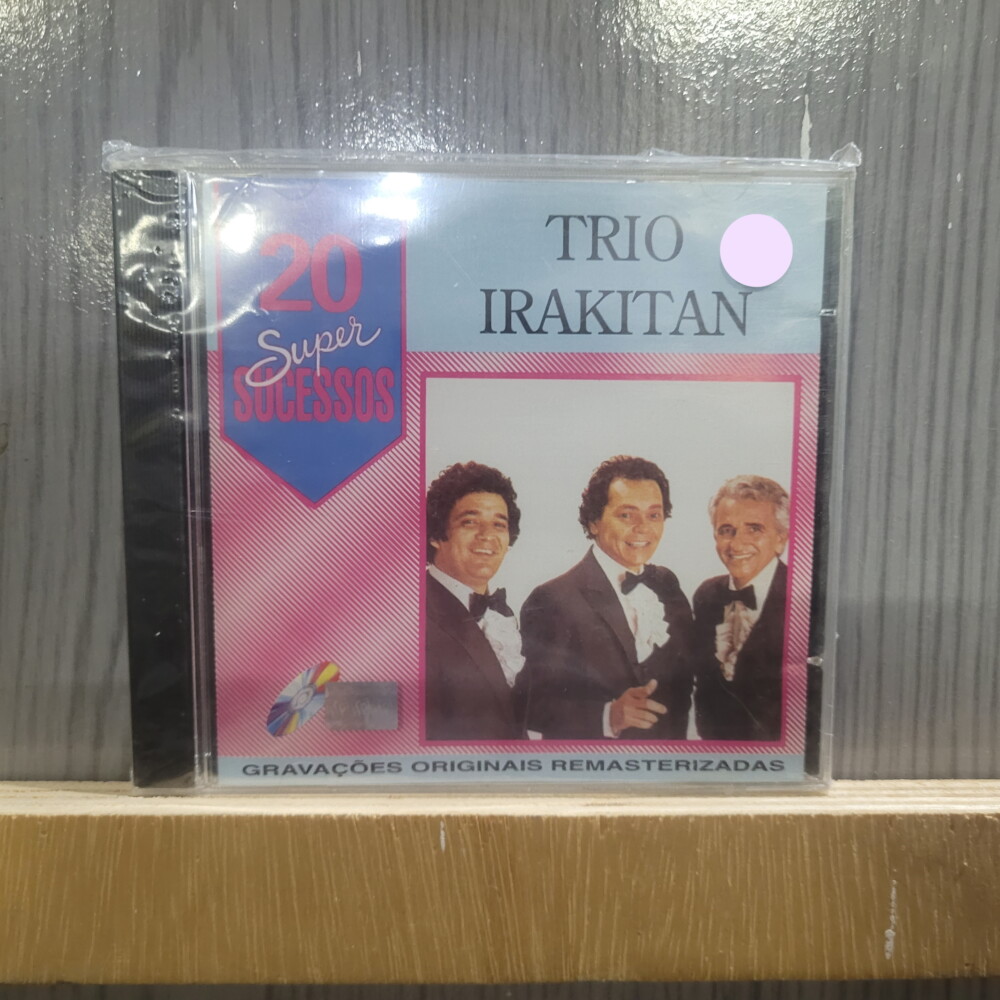 TRIO
IRAKITAN
20
Super
SUCESSOS
GRAVAÇÕES ORIGINAIS REMASTERIZADAS